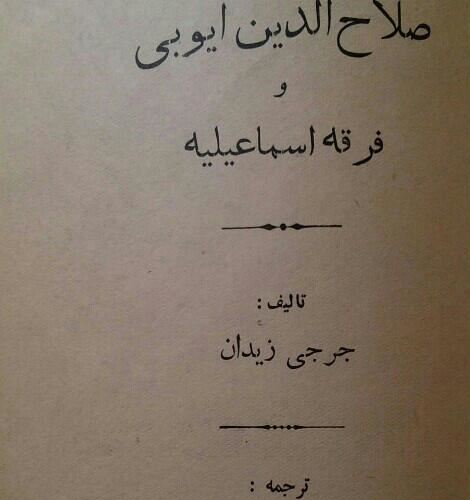 صلاح الدین ایوبی
و
فرقه اسماعیلیه
تالیف:
جرجی زیدان
ترجمه :